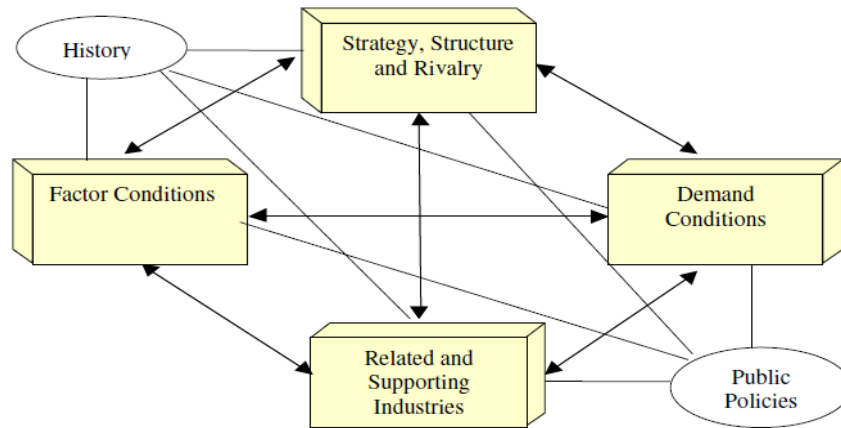 History
Strategy, Structure
and Rivalry
Factor Conditions
Demand
Conditions
Related and
Supporting
Industries
Public
Policies